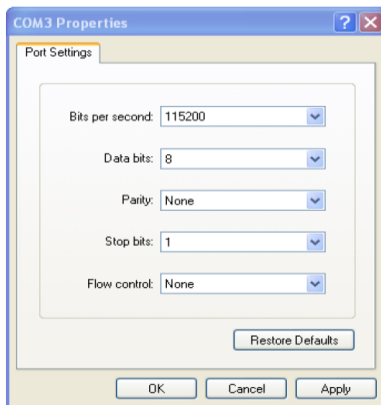 COM3 Properties
Port Settings
Bits per second: 115200
Data bits: 8
Parity: None
Stop bits: 1
Flow control: None
Restore Defaults
OK Cancel Apply